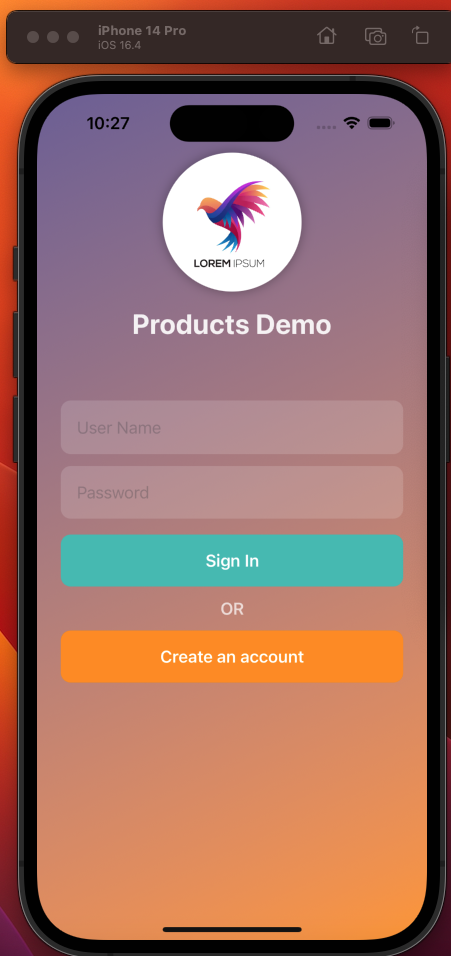 iPhone 14 Pro
iOS 16.4
10:27
LOREM IPSUM
Products Demo
User Name
Password
Sign In
OR
Create an account